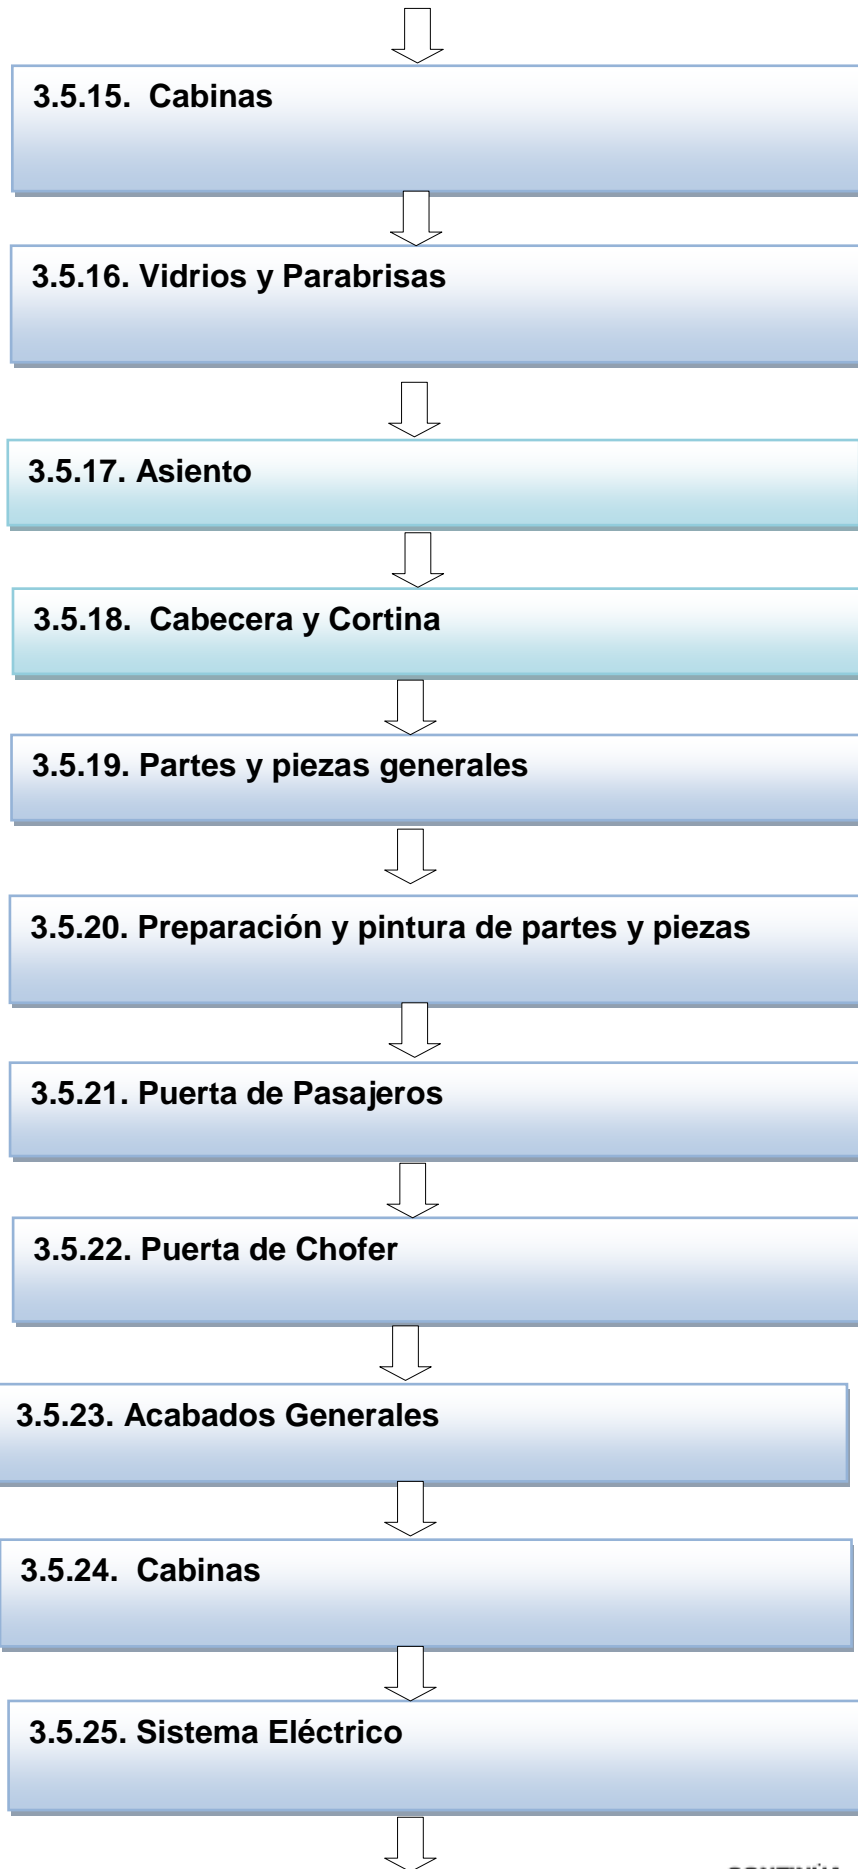 3.5.15. Cabinas
3.5.16. Vidrios y Parabrisas
3.5.17. Asiento
3.5.18. Cabecera y Cortina
3.5.19. Partes y piezas generales
3.5.20. Preparación y pintura de partes y piezas
3.5.21. Puerta de Pasajeros
3.5.22. Puerta de Chofer
3.5.23. Acabados Generales
3.5.24. Cabinas
3.5.25. Sistema Eléctrico